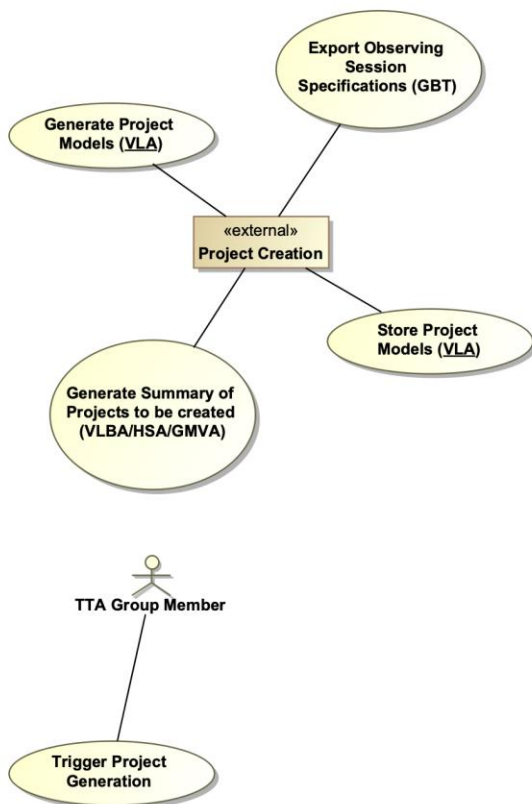 Export Observing
Session
Specifications (GBT)
Generate Project
Models (VLA)
«external»
Project Creation
Store Project
Models (VLA)
Generate Summary of
Projects to be created
(VLBA/HSA/GMVA)
TTA Group Member
Trigger Project
Generation